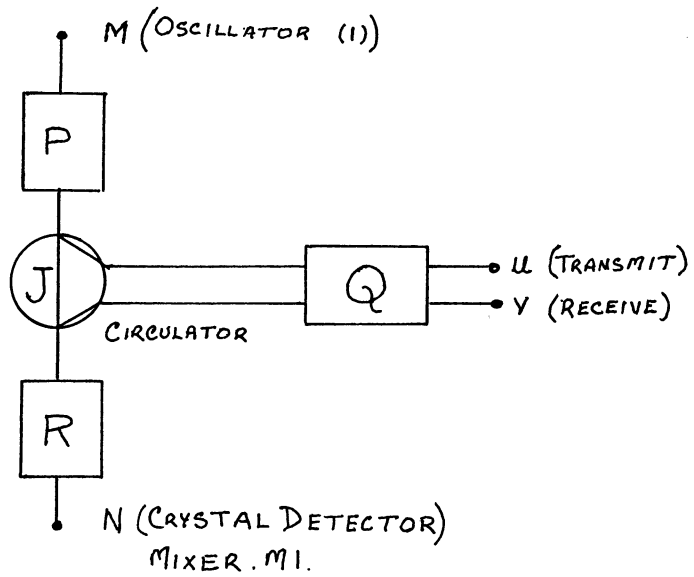 M (OSCILLATOR (1))
P
J
Q
U (TRANSMIT)
Y (RECEIVE)
CIRCULATOR
R
N (CRYSTAL DETECTOR)
MIXER. M1.